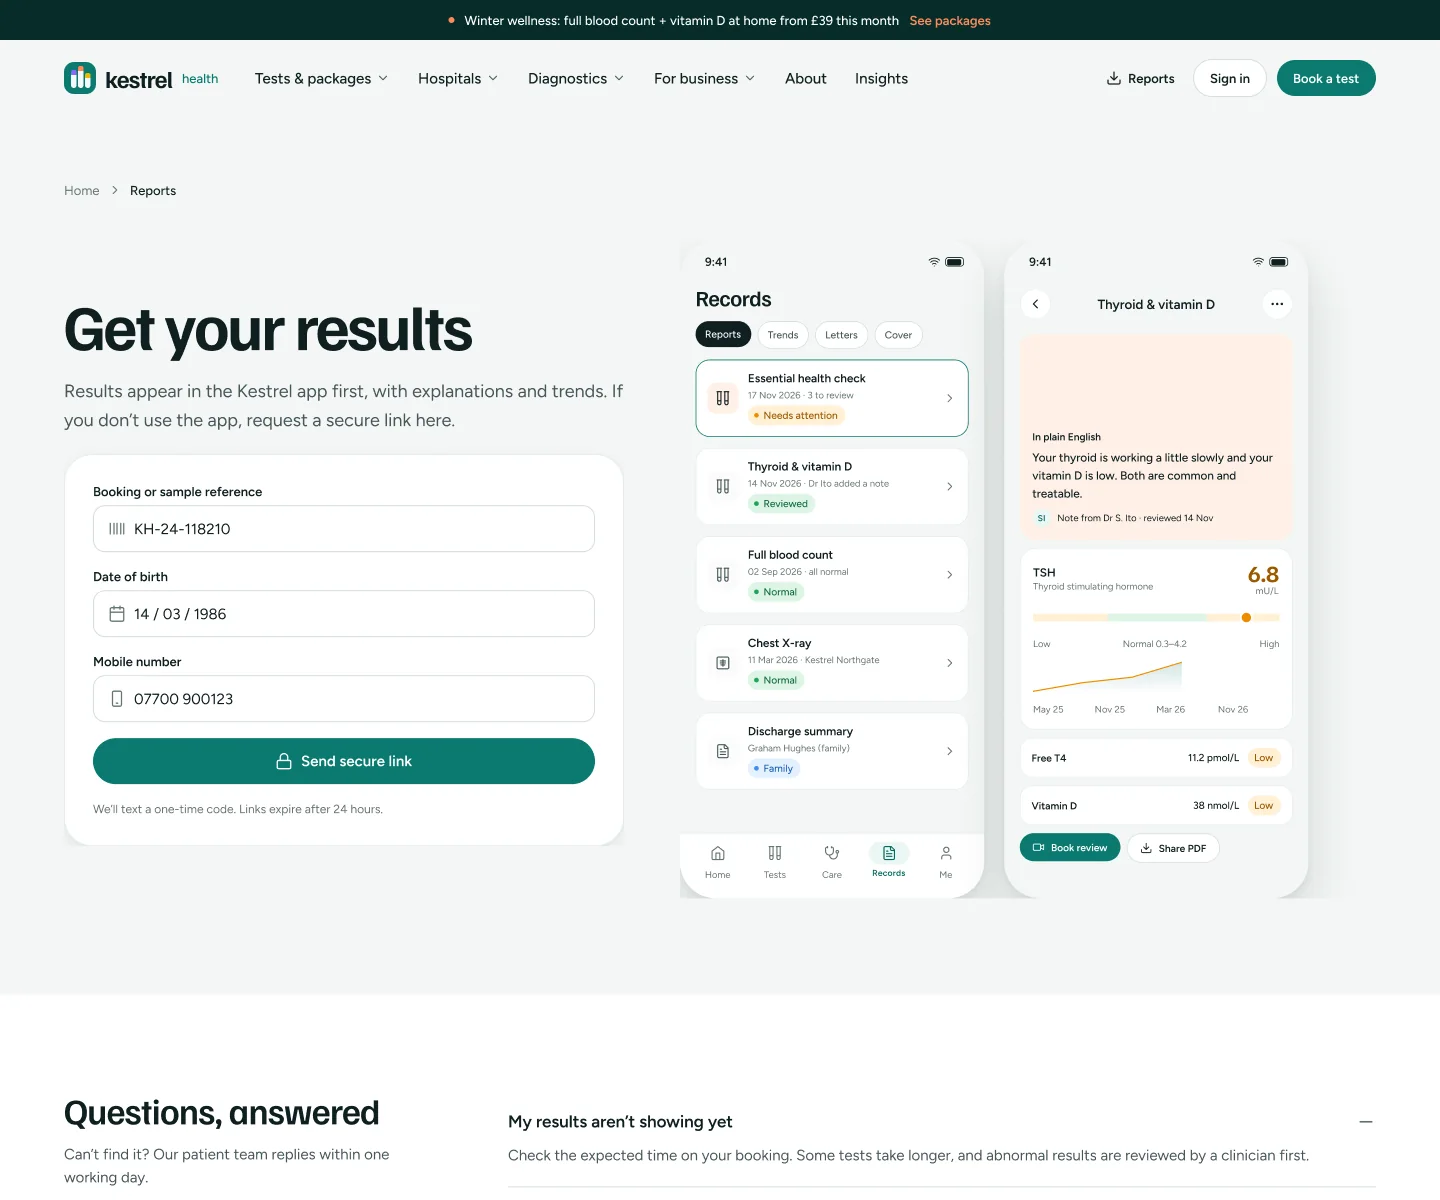 Winter wellness: full blood count + vitamin D at home from £39 this month See packages
kestrel health
Tests & packages
Hospitals
Diagnostics
For business
About
Insights
Reports
Sign in
Book a test
Home
Reports
Get your results
Results appear in the Kestrel app first, with explanations and trends. If
you don’t use the app, request a secure link here.
Booking or sample reference
KH-24-118210
Date of birth
14 / 03 / 1986
Mobile number
07700 900123
Send secure link
We’ll text a one-time code. Links expire after 24 hours.
9:41
Records
Reports
Trends
Letters
Cover
Essential health check
17 Nov 2026 · 3 to review
Needs attention
Thyroid & vitamin D
14 Nov 2026 · Dr Ito added a note
Reviewed
Full blood count
02 Sep 2026 · all normal
Normal
Chest X-ray
11 Mar 2026 · Kestrel Northgate
Normal
Discharge summary
Graham Hughes (family)
Family
Home
Tests
Care
Records
Me
9:41
Thyroid & vitamin D
In plain English
Your thyroid is working a little slowly and your
vitamin D is low. Both are common and
treatable.
SI
Note from Dr S. Ito · reviewed 14 Nov
TSH
6.8
Thyroid stimulating hormone
mU/L
Low
Normal 0.3–4.2
High
May 25
Nov 25
Mar 26
Nov 26
Free T4
11.2 pmol/L
Low
Vitamin D
38 nmol/L
Low
Book review
Share PDF
Questions, answered
Can’t find it? Our patient team replies within one
working day.
My results aren’t showing yet
Check the expected time on your booking. Some tests take longer, and abnormal results are reviewed by a clinician first.